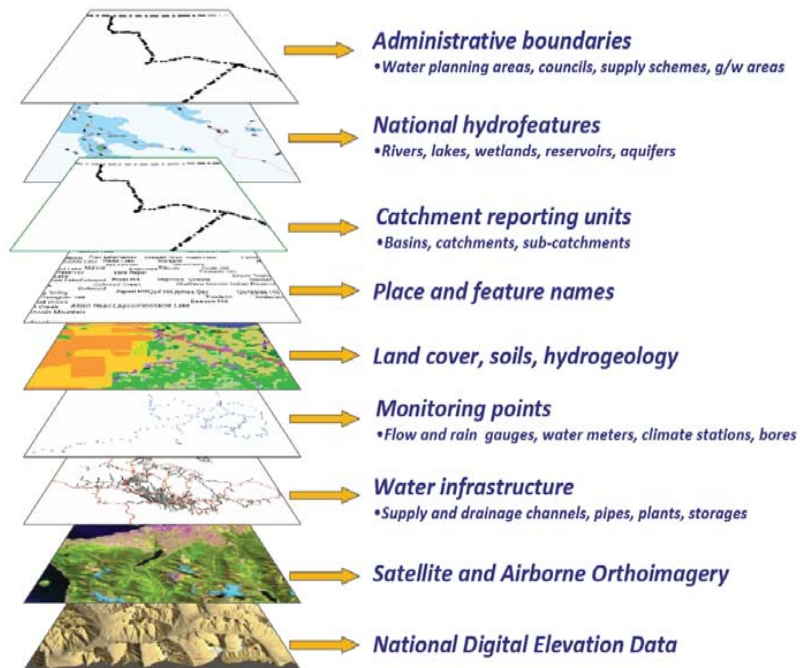 Administrative boundaries
•Water planning areas, councils, supply schemes, g/w areas
National hydrofeatures
•Rivers, lakes, wetlands, reservoirs, aquifers
Catchment reporting units
•Basins, catchments, sub-catchments
Place and feature names
Land cover, soils, hydrogeology
Monitoring points
•Flow and rain gauges, water meters, climate stations, bores
Water infrastructure
•Supply and drainage channels, pipes, plants, storages
Satellite and Airborne Orthoimagery
National Digital Elevation Data